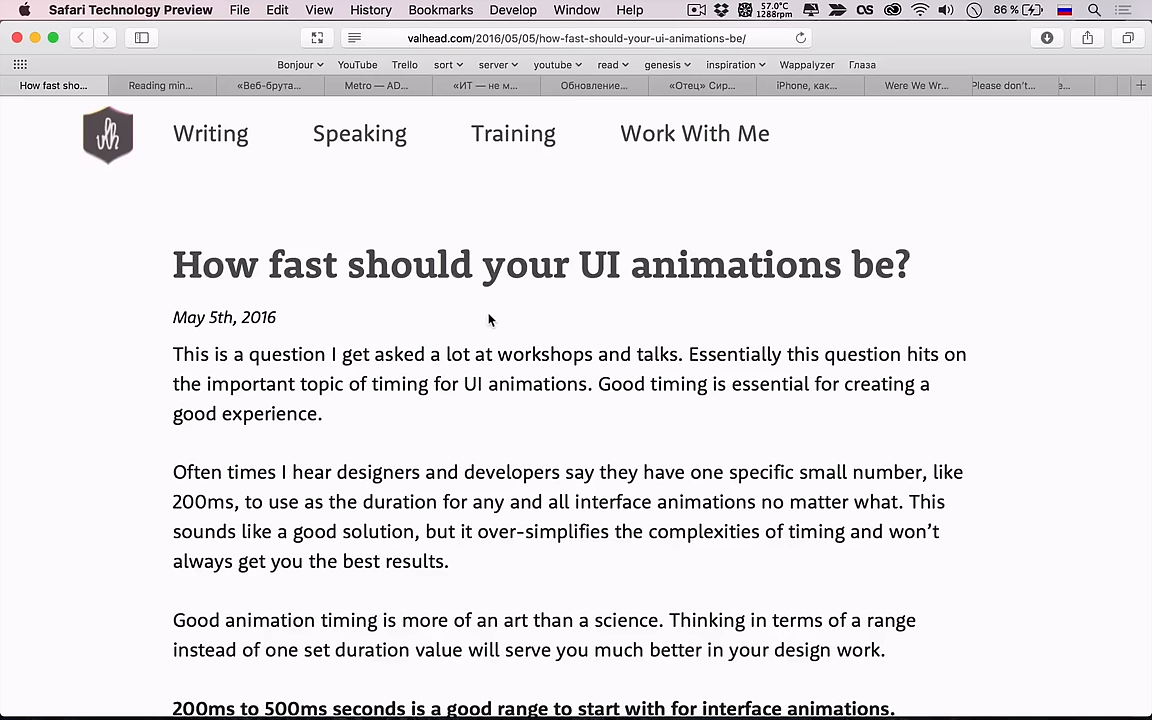 Safari Technology Preview File Edit View History Bookmarks Develop Window Help 57.0°C 1288rpm 86 %
valhead.com/2016/05/05/how-fast-should-your-ui-animations-be/
Bonjour YouTube Trello sort server youtube read genesis inspiration Wappalyzer Глаза
How fast sho... Reading min... «Веб-брута... Metro — AD... «ИТ — не м... Обновление... «Отец» Сир... iPhone, как... Were We Wr... Please don't... е...
Writing Speaking Training Work With Me
How fast should your UI animations be?
May 5th, 2016
This is a question I get asked a lot at workshops and talks. Essentially this question hits on
the important topic of timing for UI animations. Good timing is essential for creating a
good experience.
Often times I hear designers and developers say they have one specific small number, like
200ms, to use as the duration for any and all interface animations no matter what. This
sounds like a good solution, but it over-simplifies the complexities of timing and won't
always get you the best results.
Good animation timing is more of an art than a science. Thinking in terms of a range
instead of one set duration value will serve you much better in your design work.
200ms to 500ms seconds is a good range to start with for interface animations.